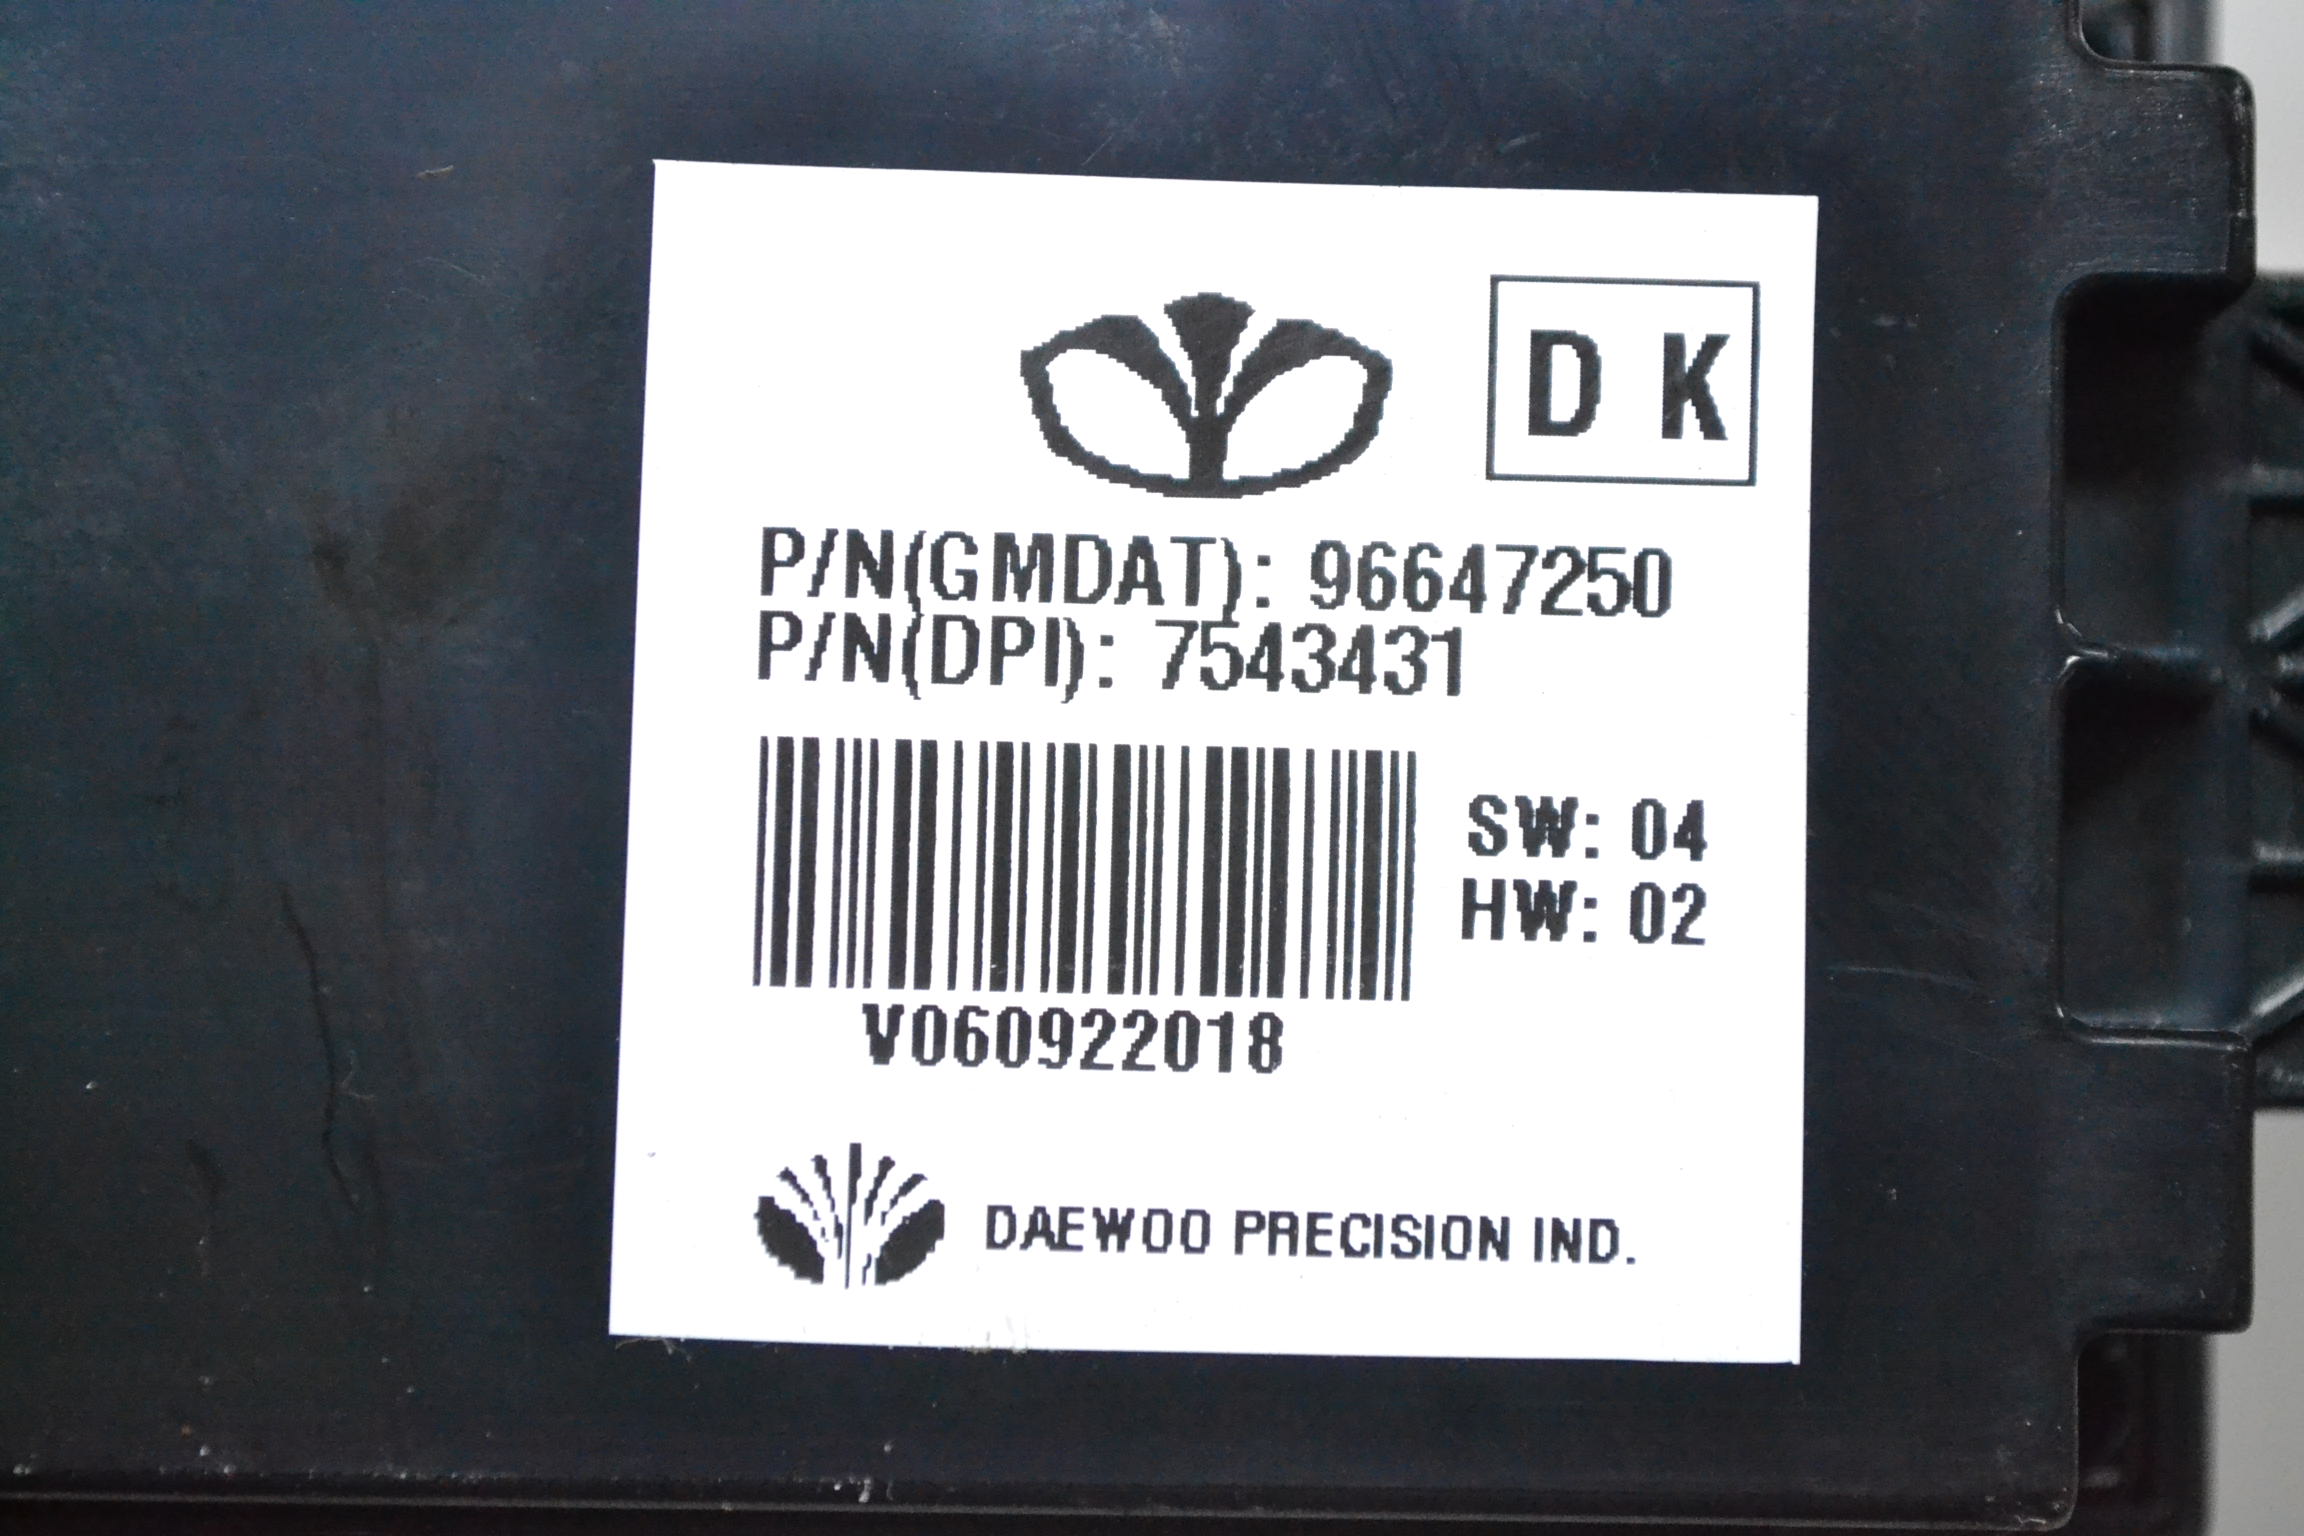 D K
P/N(GMDAT): 96647250
P/N(DPI): 7543431
SW: 04
HW: 02
V060922018
DAEWOO PRECISION IND.